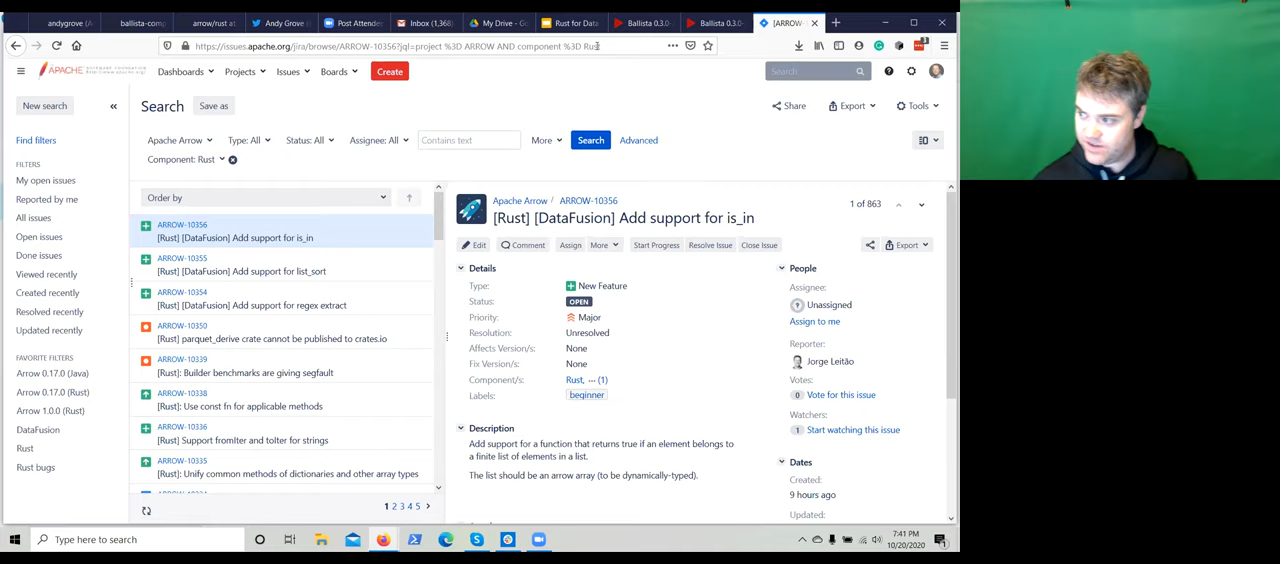 andygrove
ballista-comp
arrow/rust at
Andy Grove
Post Attende
Inbox (1,368)
My Drive - Go
Rust for Data
Ballista 0.3.0
Ballista 0.3.0
[ARROW-1
https://issues.apache.org/jira/browse/ARROW-10356?jql=project %3D ARROW AND component %3D Rust
APACHE
Dashboards
Projects
Issues
Boards
Create
Search
New search
Search
Save as
Share
Export
Tools
Find filters
FILTERS
My open issues
Reported by me
All issues
Open issues
Done issues
Viewed recently
Created recently
Resolved recently
Updated recently
FAVORITE FILTERS
Arrow 0.17.0 (Java)
Arrow 0.17.0 (Rust)
Arrow 1.0.0 (Rust)
DataFusion
Rust
Rust bugs
Apache Arrow
Type: All
Status: All
Assignee: All
Contains text
More
Search
Advanced
Component: Rust
Order by
ARROW-10356
[Rust] [DataFusion] Add support for is_in
ARROW-10355
[Rust] [DataFusion] Add support for list_sort
ARROW-10354
[Rust] [DataFusion] Add support for regex extract
ARROW-10350
[Rust] parquet_derive crate cannot be published to crates.io
ARROW-10339
[Rust]: Builder benchmarks are giving segfault
ARROW-10338
[Rust]: Use const fn for applicable methods
ARROW-10336
[Rust] Support fromIter and toIter for strings
ARROW-10335
[Rust]: Unify common methods of dictionaries and other array types
1 2 3 4 5
Apache Arrow / ARROW-10356
[Rust] [DataFusion] Add support for is_in
1 of 863
Edit
Comment
Assign
More
Start Progress
Resolve Issue
Close Issue
Export
Details
Type: New Feature
Status: OPEN
Priority: Major
Resolution: Unresolved
Affects Version/s: None
Fix Version/s: None
Component/s: Rust, ... (1)
Labels: beginner
Description
Add support for a function that returns true if an element belongs to
a finite list of elements in a list.
The list should be an arrow array (to be dynamically-typed).
People
Assignee:
Unassigned
Assign to me
Reporter:
Jorge Leitão
Votes:
0 Vote for this issue
Watchers:
1 Start watching this issue
Dates
Created:
9 hours ago
Updated:
Type here to search
7:41 PM
10/20/2020